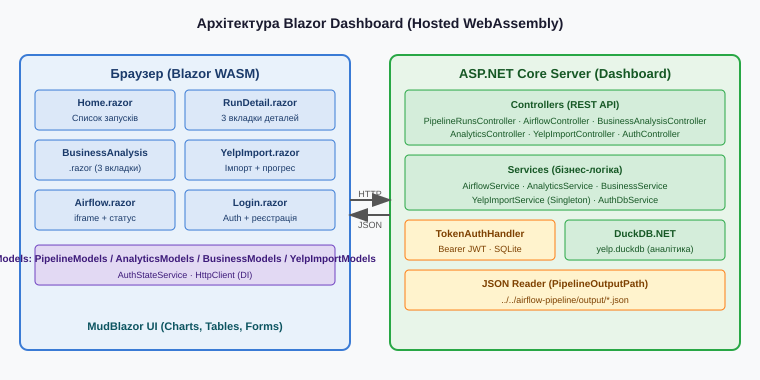 Архітектура Blazor Dashboard (Hosted WebAssembly)
Браузер (Blazor WASM)
Home.razor
Список запусків
RunDetail.razor
3 вкладки деталей
BusinessAnalysis
.razor (3 вкладки)
YelpImport.razor
Імпорт + прогрес
Airflow.razor
iframe + статус
Login.razor
Auth + реєстрація
Models: PipelineModels / AnalyticsModels / BusinessModels / YelpImportModels
AuthStateService · HttpClient (DI)
MudBlazor UI (Charts, Tables, Forms)
HTTP
JSON
ASP.NET Core Server (Dashboard)
Controllers (REST API)
PipelineRunsController · AirflowController · BusinessAnalysisController
AnalyticsController · YelpImportController · AuthController
Services (бізнес-логіка)
AirflowService · AnalyticsService · BusinessService
YelpImportService (Singleton) · AuthDbService
TokenAuthHandler
Bearer JWT · SQLite
DuckDB.NET
yelp.duckdb (аналітика)
JSON Reader (PipelineOutputPath)
../../airflow-pipeline/output/*.json